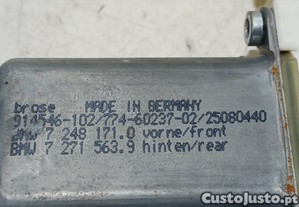 brose MADE IN GERMANY
914546-102/774-60237-02/25080440
BMW 7 248 171.0 vorne/front
BMW 7 271 563.9 hinten/rear
CustoJusto.pt